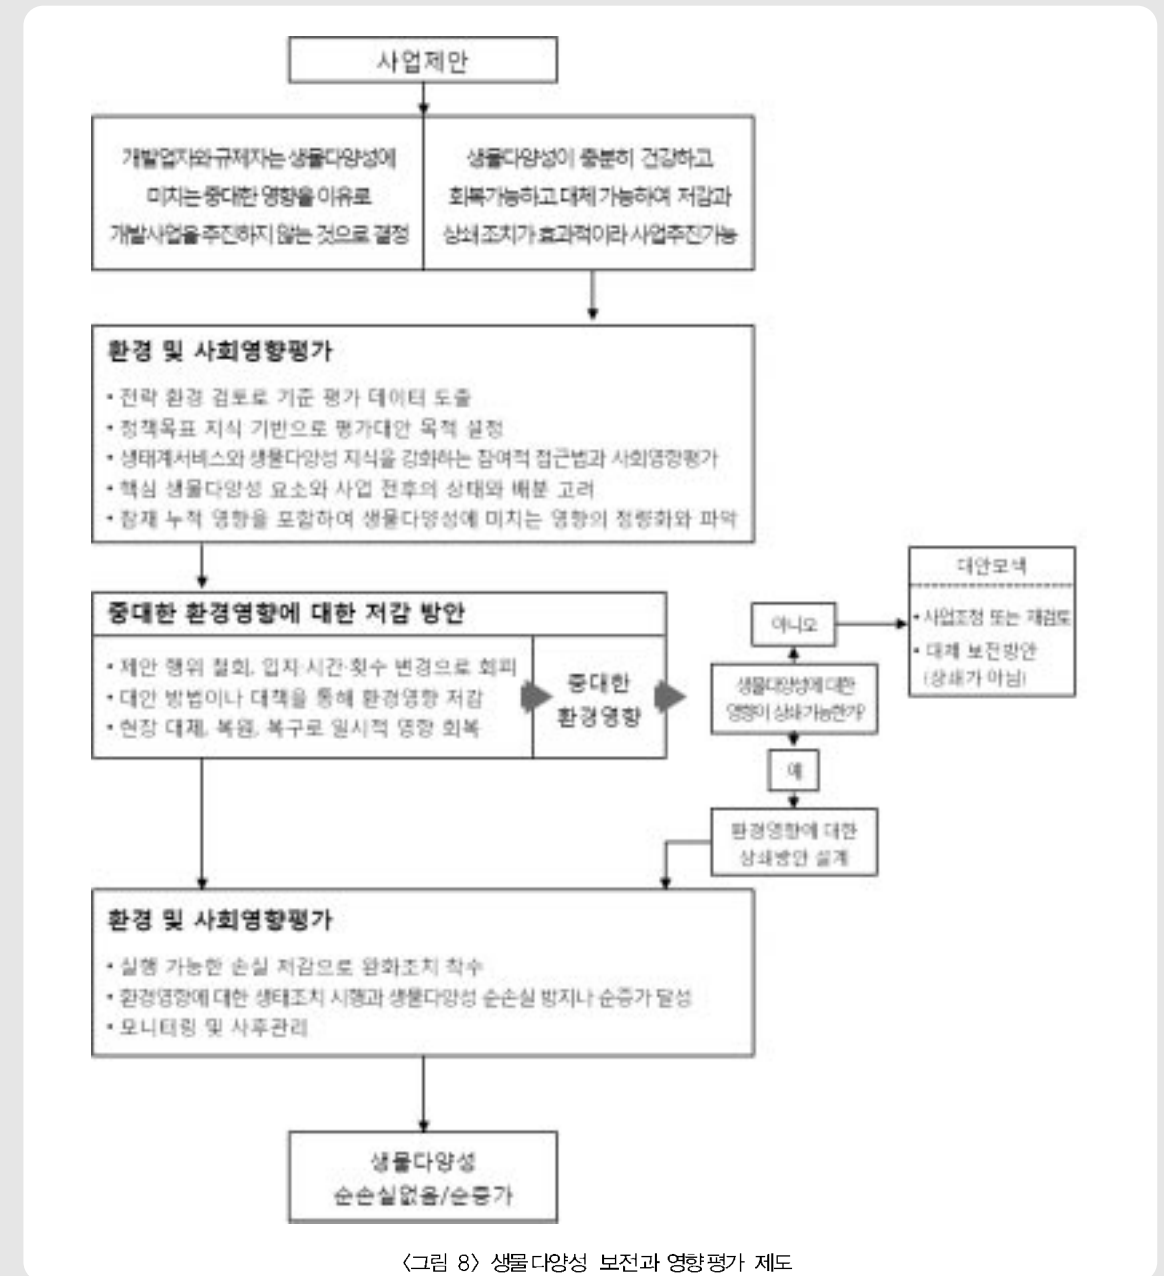 사업제안
개발업자와 규제자는 생물다양성에
미치는 중대한 영향을 이유로
개발사업을 추진하지 않는 것으로 결정
생물다양성이 충분히 건강하고
회복가능하고 대체 가능하여 저감과
상쇄 조치가 효과적이라 사업추진가능
환경 및 사회영향평가
• 전략 환경 검토로 기준 평가 데이터 도출
• 정책목표 지식 기반으로 평가대안 목적 설정
• 생태계서비스와 생물다양성 지식을 강화하는 참여적 접근법과 사회영향평가
• 핵심 생물다양성 요소와 사업 전후의 상태와 배분 고려
• 잠재 누적 영향을 포함하여 생물다양성에 미치는 영향의 정량화와 파악
중대한 환경영향에 대한 저감 방안
• 제안 행위 철회, 입지·시간·횟수 변경으로 회피
• 대안 방법이나 대책을 통해 환경영향 저감
• 현장 대체, 복원, 복구로 일시적 영향 회복
중대한
환경영향
아니오
생물다양성에 대한
영향이 상쇄가능한가?
예
환경영향에 대한
상쇄방안 설계
대안모색
• 사업조정 또는 재검토
• 대체 보전방안
(상쇄가 아님)
환경 및 사회영향평가
• 실행 가능한 손실 저감으로 완화조치 착수
• 환경영향에 대한 생태조치 시행과 생물다양성 순손실 방지나 순증가 달성
• 모니터링 및 사후관리
생물다양성
순손실없음/순증가
〈그림 8〉 생물다양성 보전과 영향평가 제도